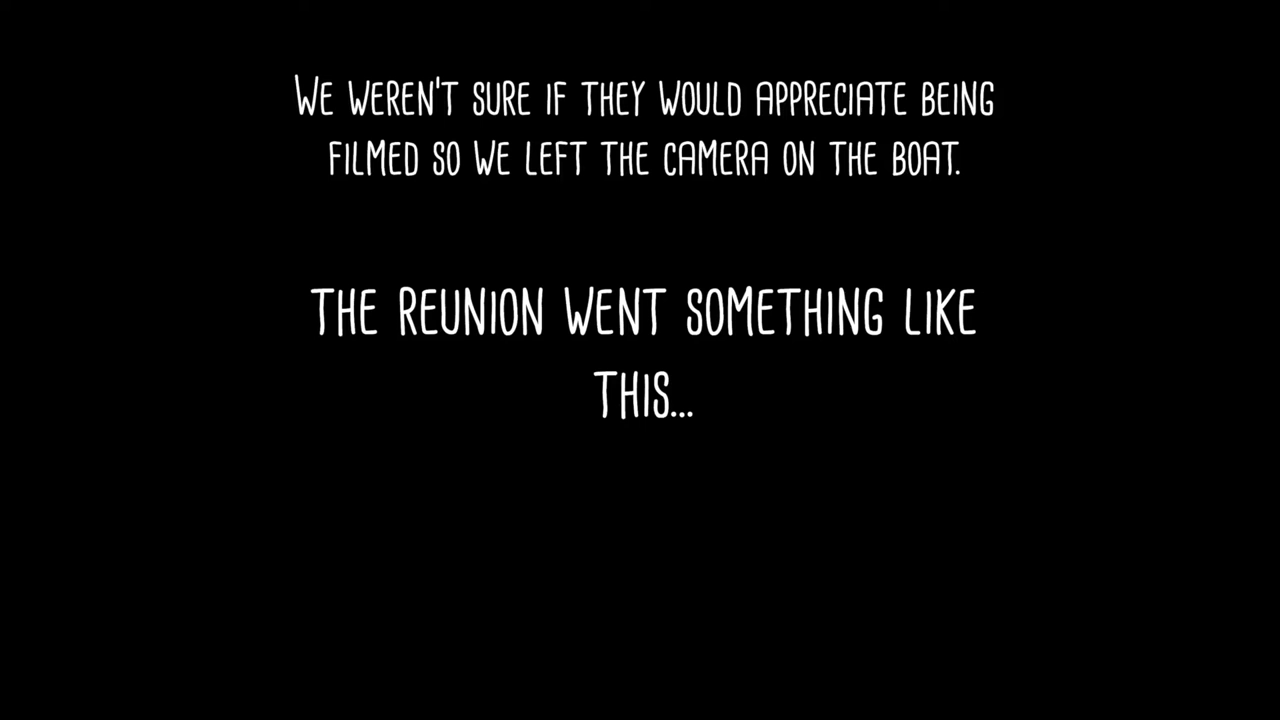 WE WEREN'T SURE IF THEY WOULD APPRECIATE BEING
FILMED SO WE LEFT THE CAMERA ON THE BOAT.
THE REUNION WENT SOMETHING LIKE
THIS...